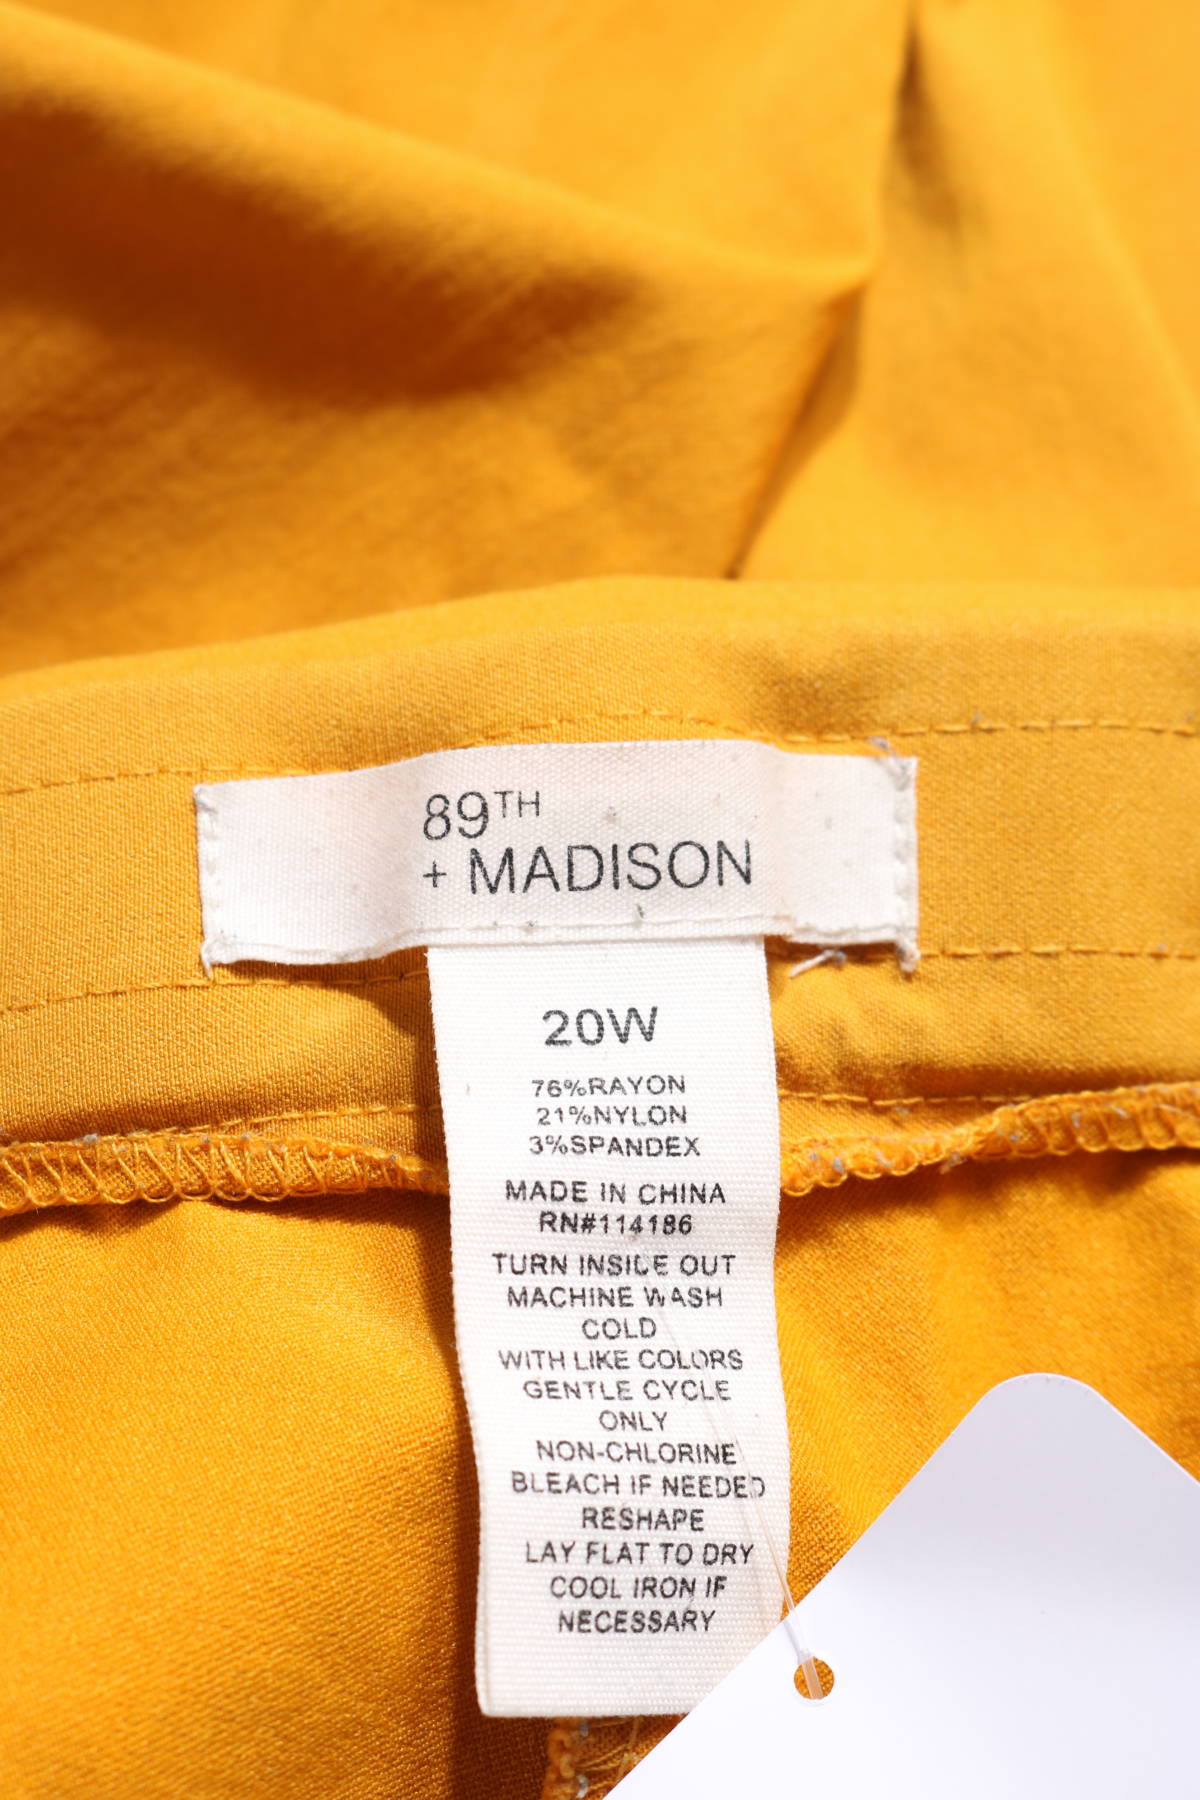 89TH
+ MADISON
20W
76%RAYON
21%NYLON
3%SPANDEX
MADE IN CHINA
RN#114186
TURN INSIDE OUT
MACHINE WASH
COLD
WITH LIKE COLORS
GENTLE CYCLE
ONLY
NON-CHLORINE
BLEACH IF NEEDED
RESHAPE
LAY FLAT TO DRY
COOL IRON IF
NECESSARY